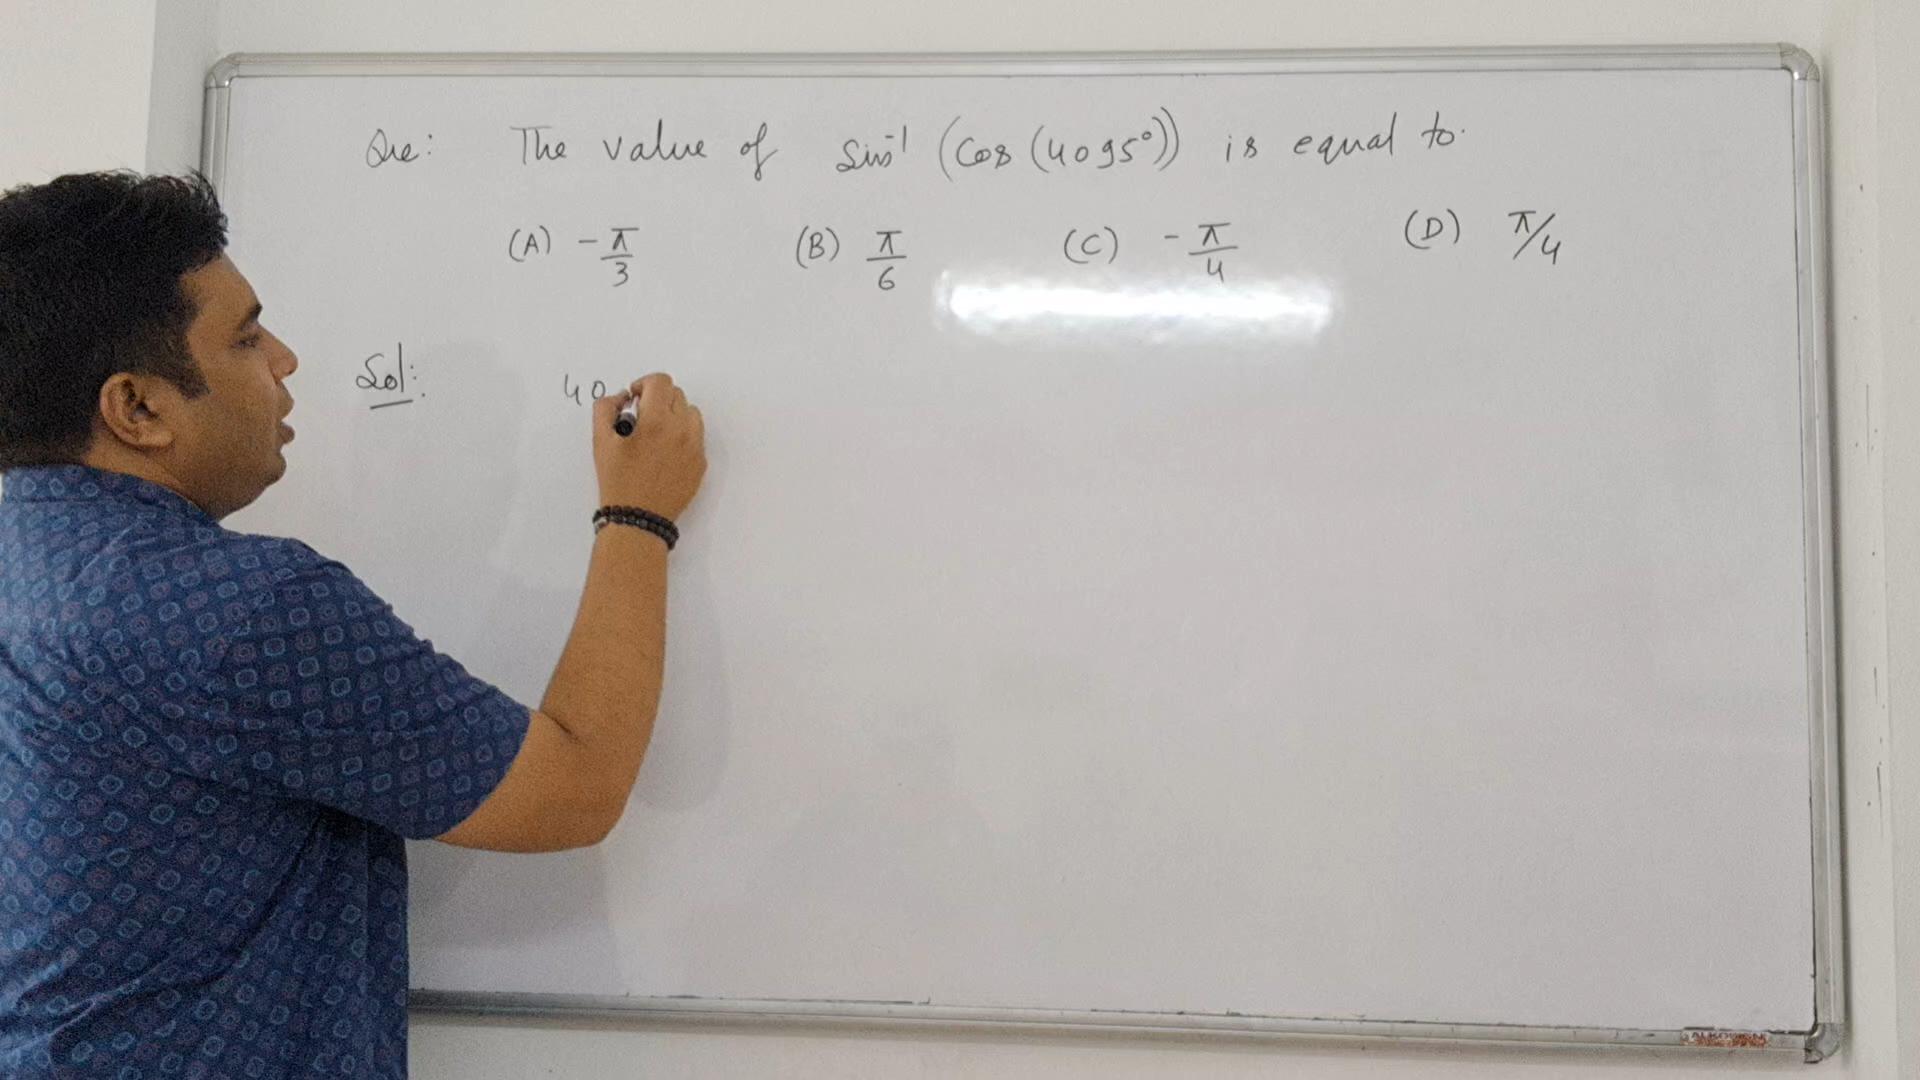 Que: The value of sin⁻¹ (cos (4095°)) is equal to.
(A) -π/3 (B) π/6 (C) -π/4 (D) π/4
Sol: 40